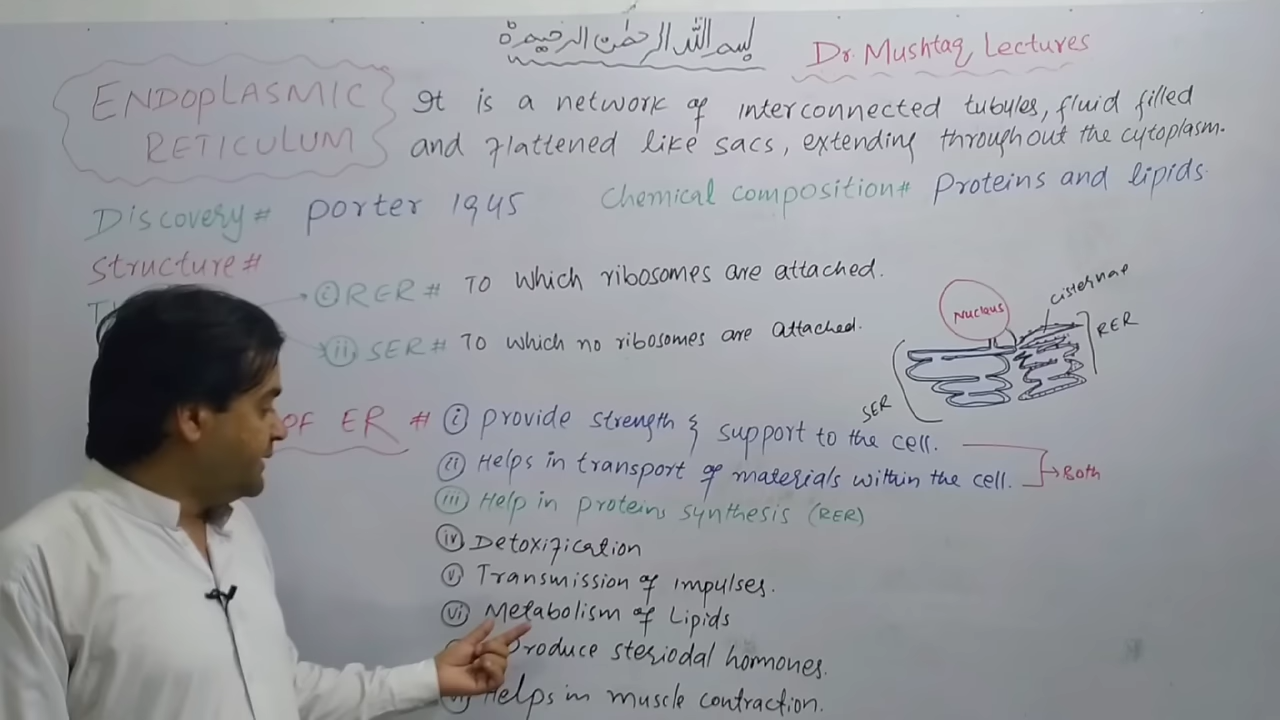 بسم الله الرحمٰن الرحيم
Dr. Mushtaq Lectures
ENDOPLASMIC
RETICULUM
It is a network of interconnected tubules, fluid filled
and flattened like sacs, extending throughout the cytoplasm.
Discovery# porter 1945
Chemical composition# Proteins and lipids
Structure#
(i) RER# TO which ribosomes are attached.
(ii) SER# TO which no ribosomes are attached.
Nucleus
cisternae
RER
SER
OF ER # (i) Provide strength & support to the cell.
(ii) Helps in transport of materials within the cell.
Both
(iii) Help in proteins synthesis (RER)
(iv) Detoxification
(v) Transmission of impulses.
(vi) Metabolism of Lipids
Produce steriodal hormones.
Helps in muscle contraction.